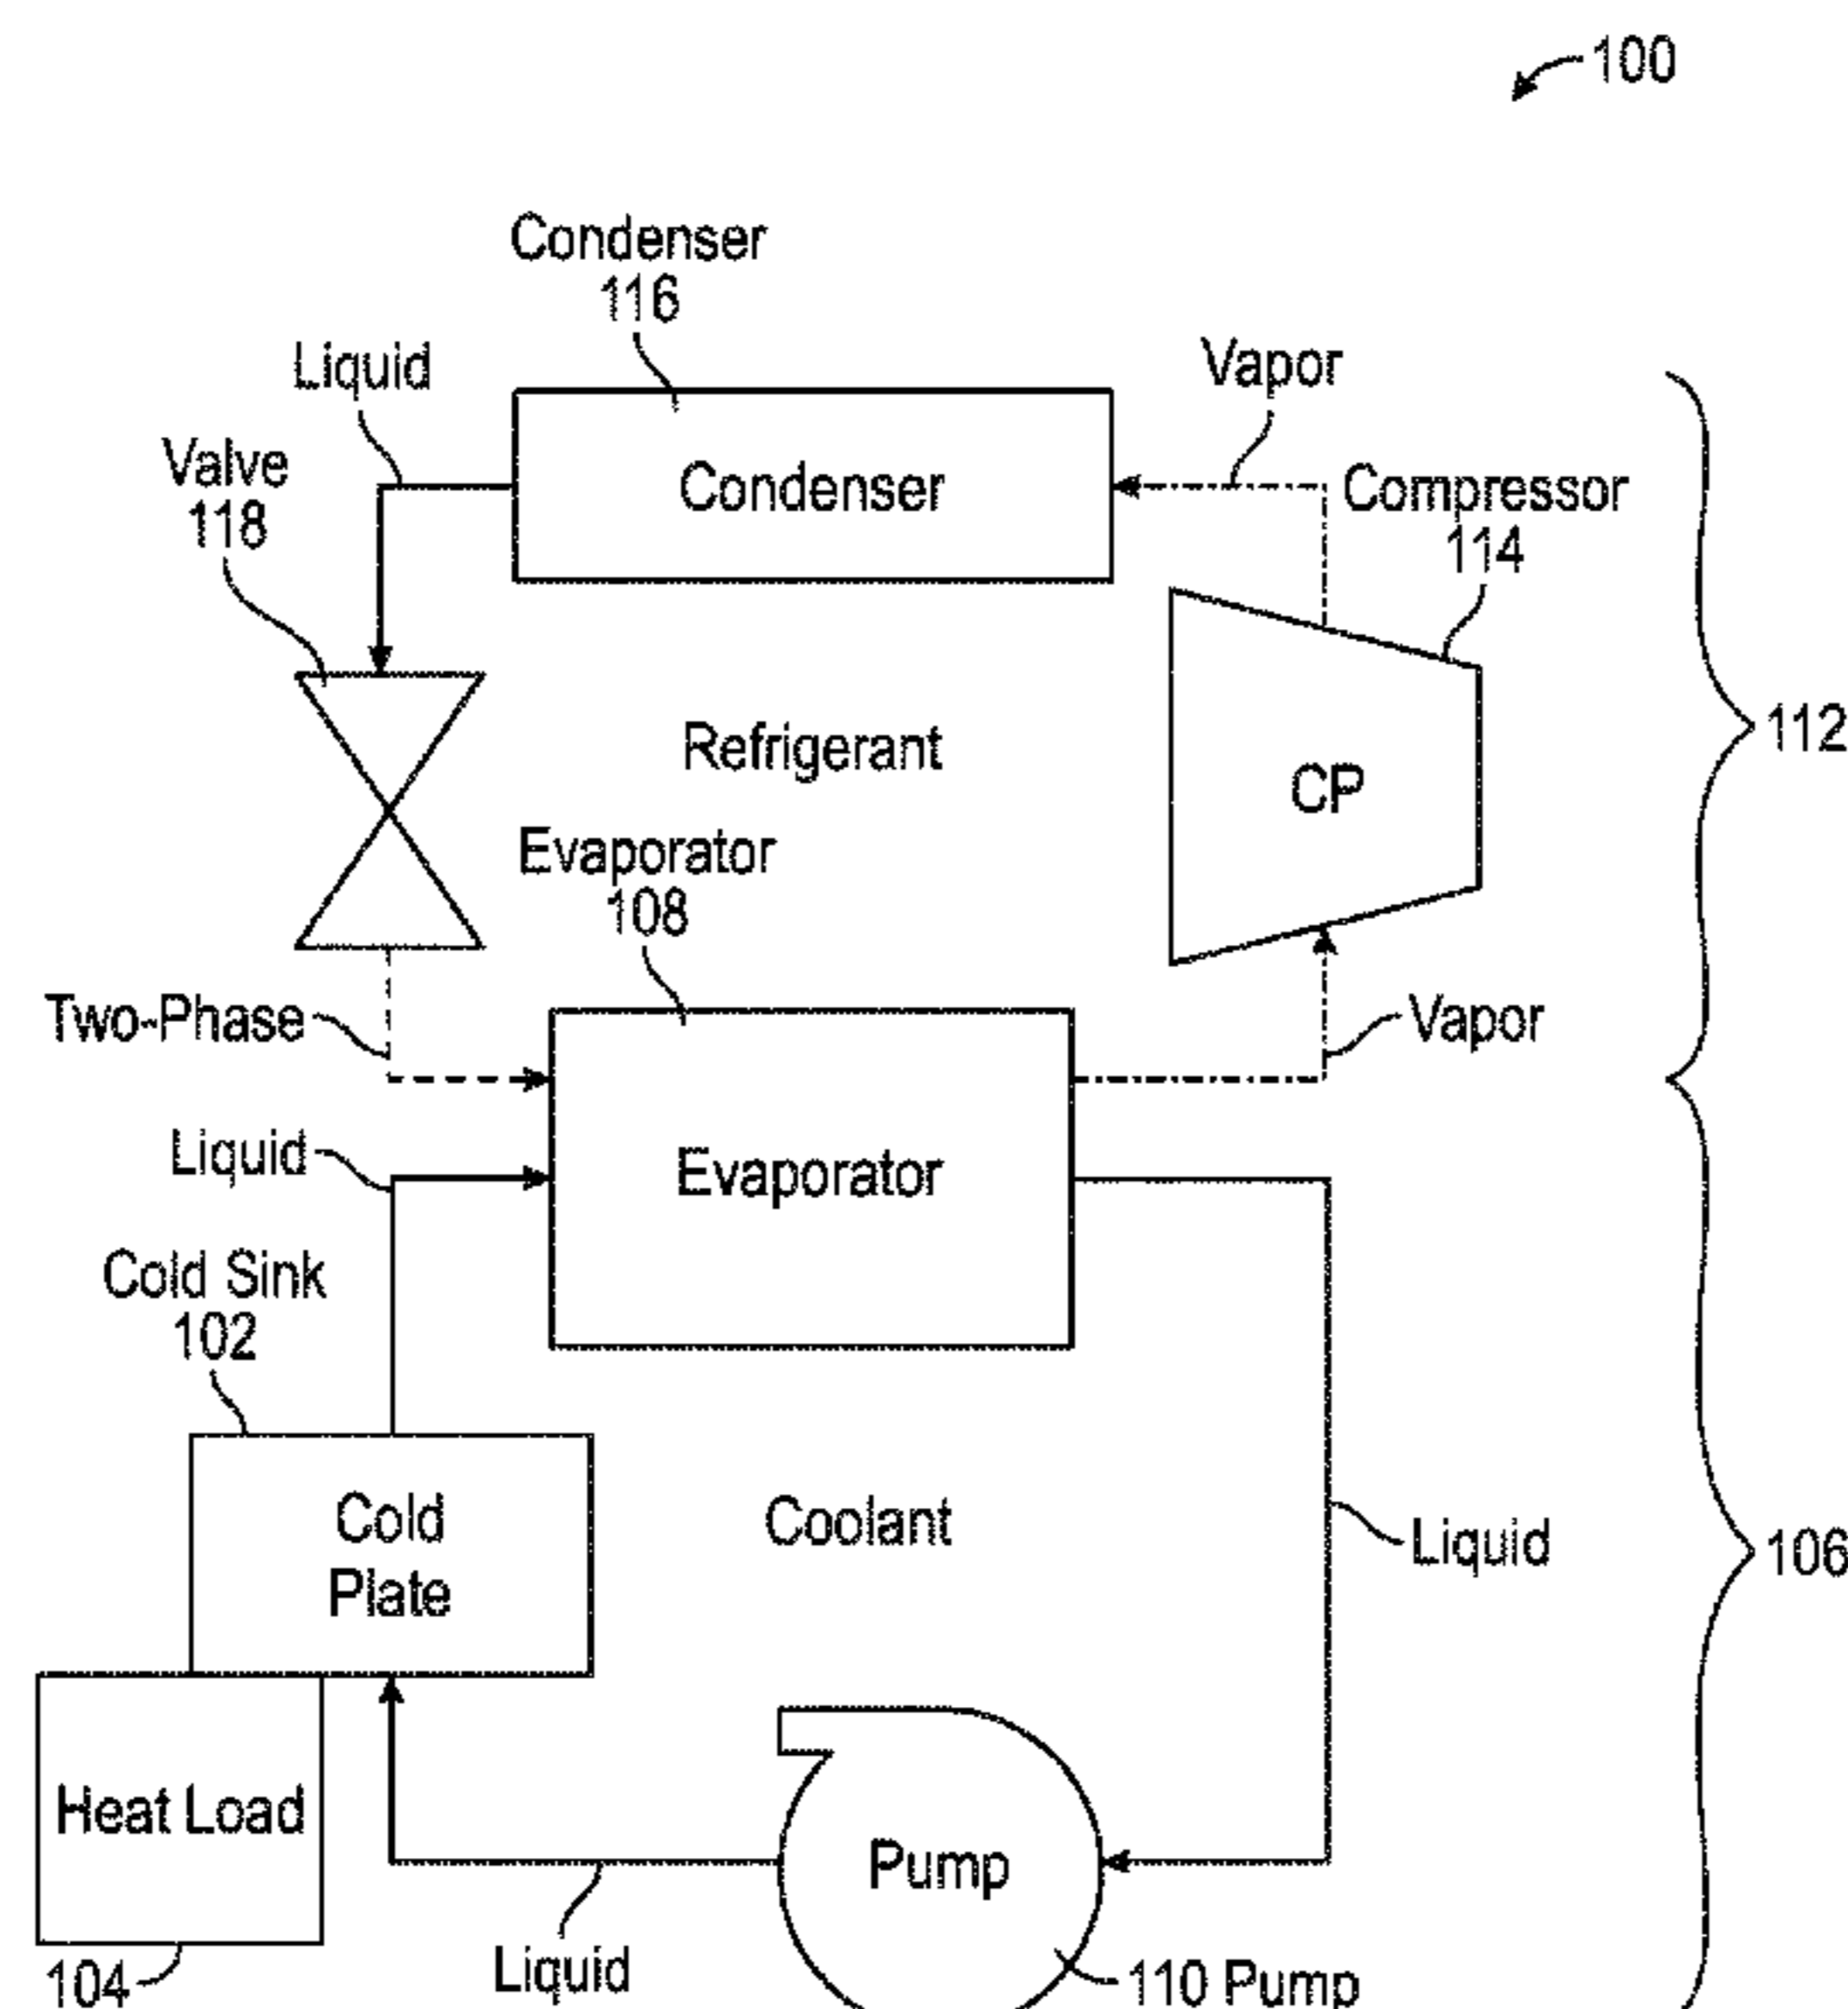 100
Condenser
116
Liquid
Vapor
Valve
118
Condenser
Compressor
114
112
Refrigerant
CP
Evaporator
108
Two-Phase
Vapor
Liquid
Evaporator
Cold Sink
102
Cold
Plate
Coolant
Liquid
106
Heat Load
Pump
104
Liquid
110 Pump